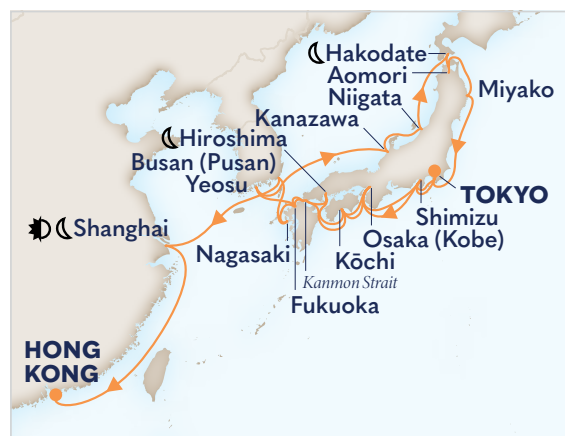 Hakodate
Aomori
Niigata
Miyako
Kanazawa
Hiroshima
Busan (Pusan)
Yeosu
TOKYO
Shimizu
Shanghai
Osaka (Kobe)
Nagasaki
Kōchi
Kanmon Strait
Fukuoka
HONG
KONG